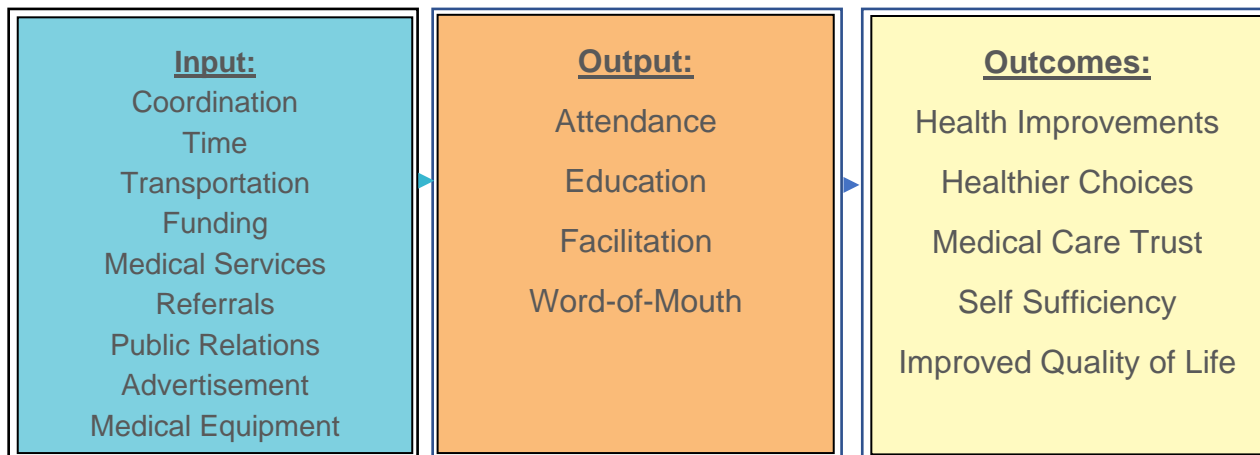 Input:
Coordination
Time
Transportation
Funding
Medical Services
Referrals
Public Relations
Advertisement
Medical Equipment
Output:
Attendance
Education
Facilitation
Word-of-Mouth
Outcomes:
Health Improvements
Healthier Choices
Medical Care Trust
Self Sufficiency
Improved Quality of Life